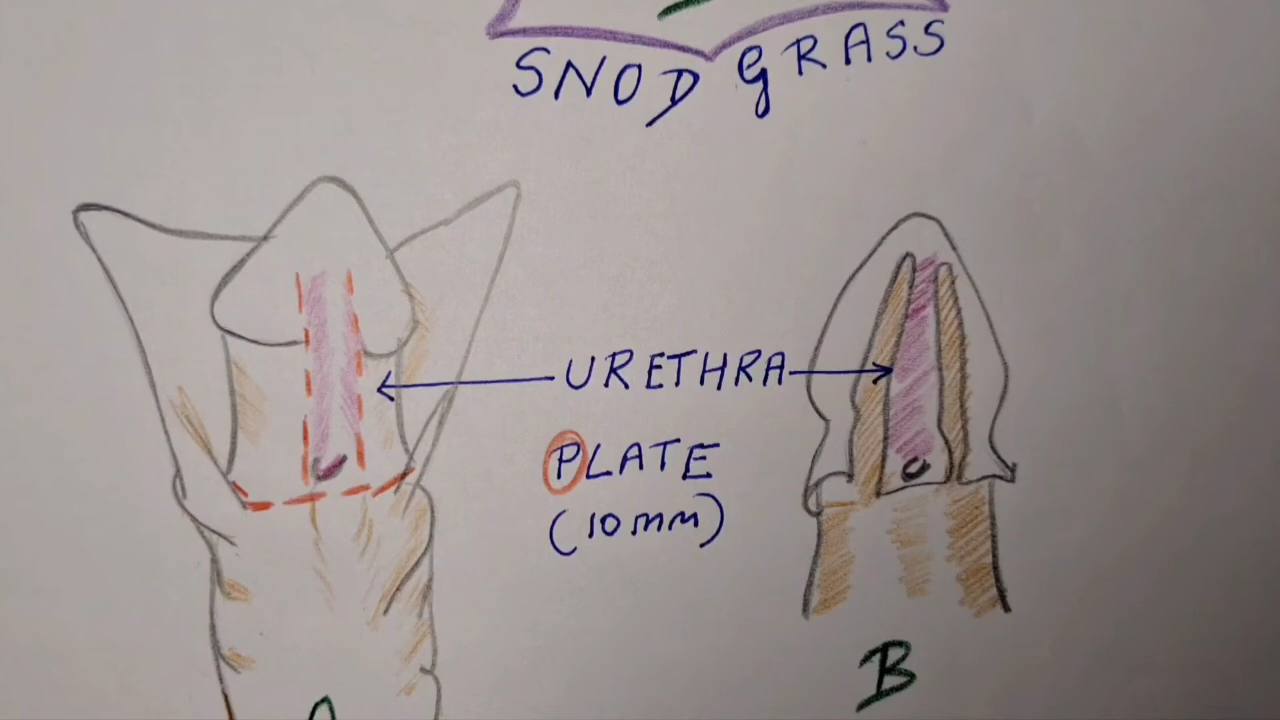 SNODGRASS
URETHRA
PLATE
(10mm)
B